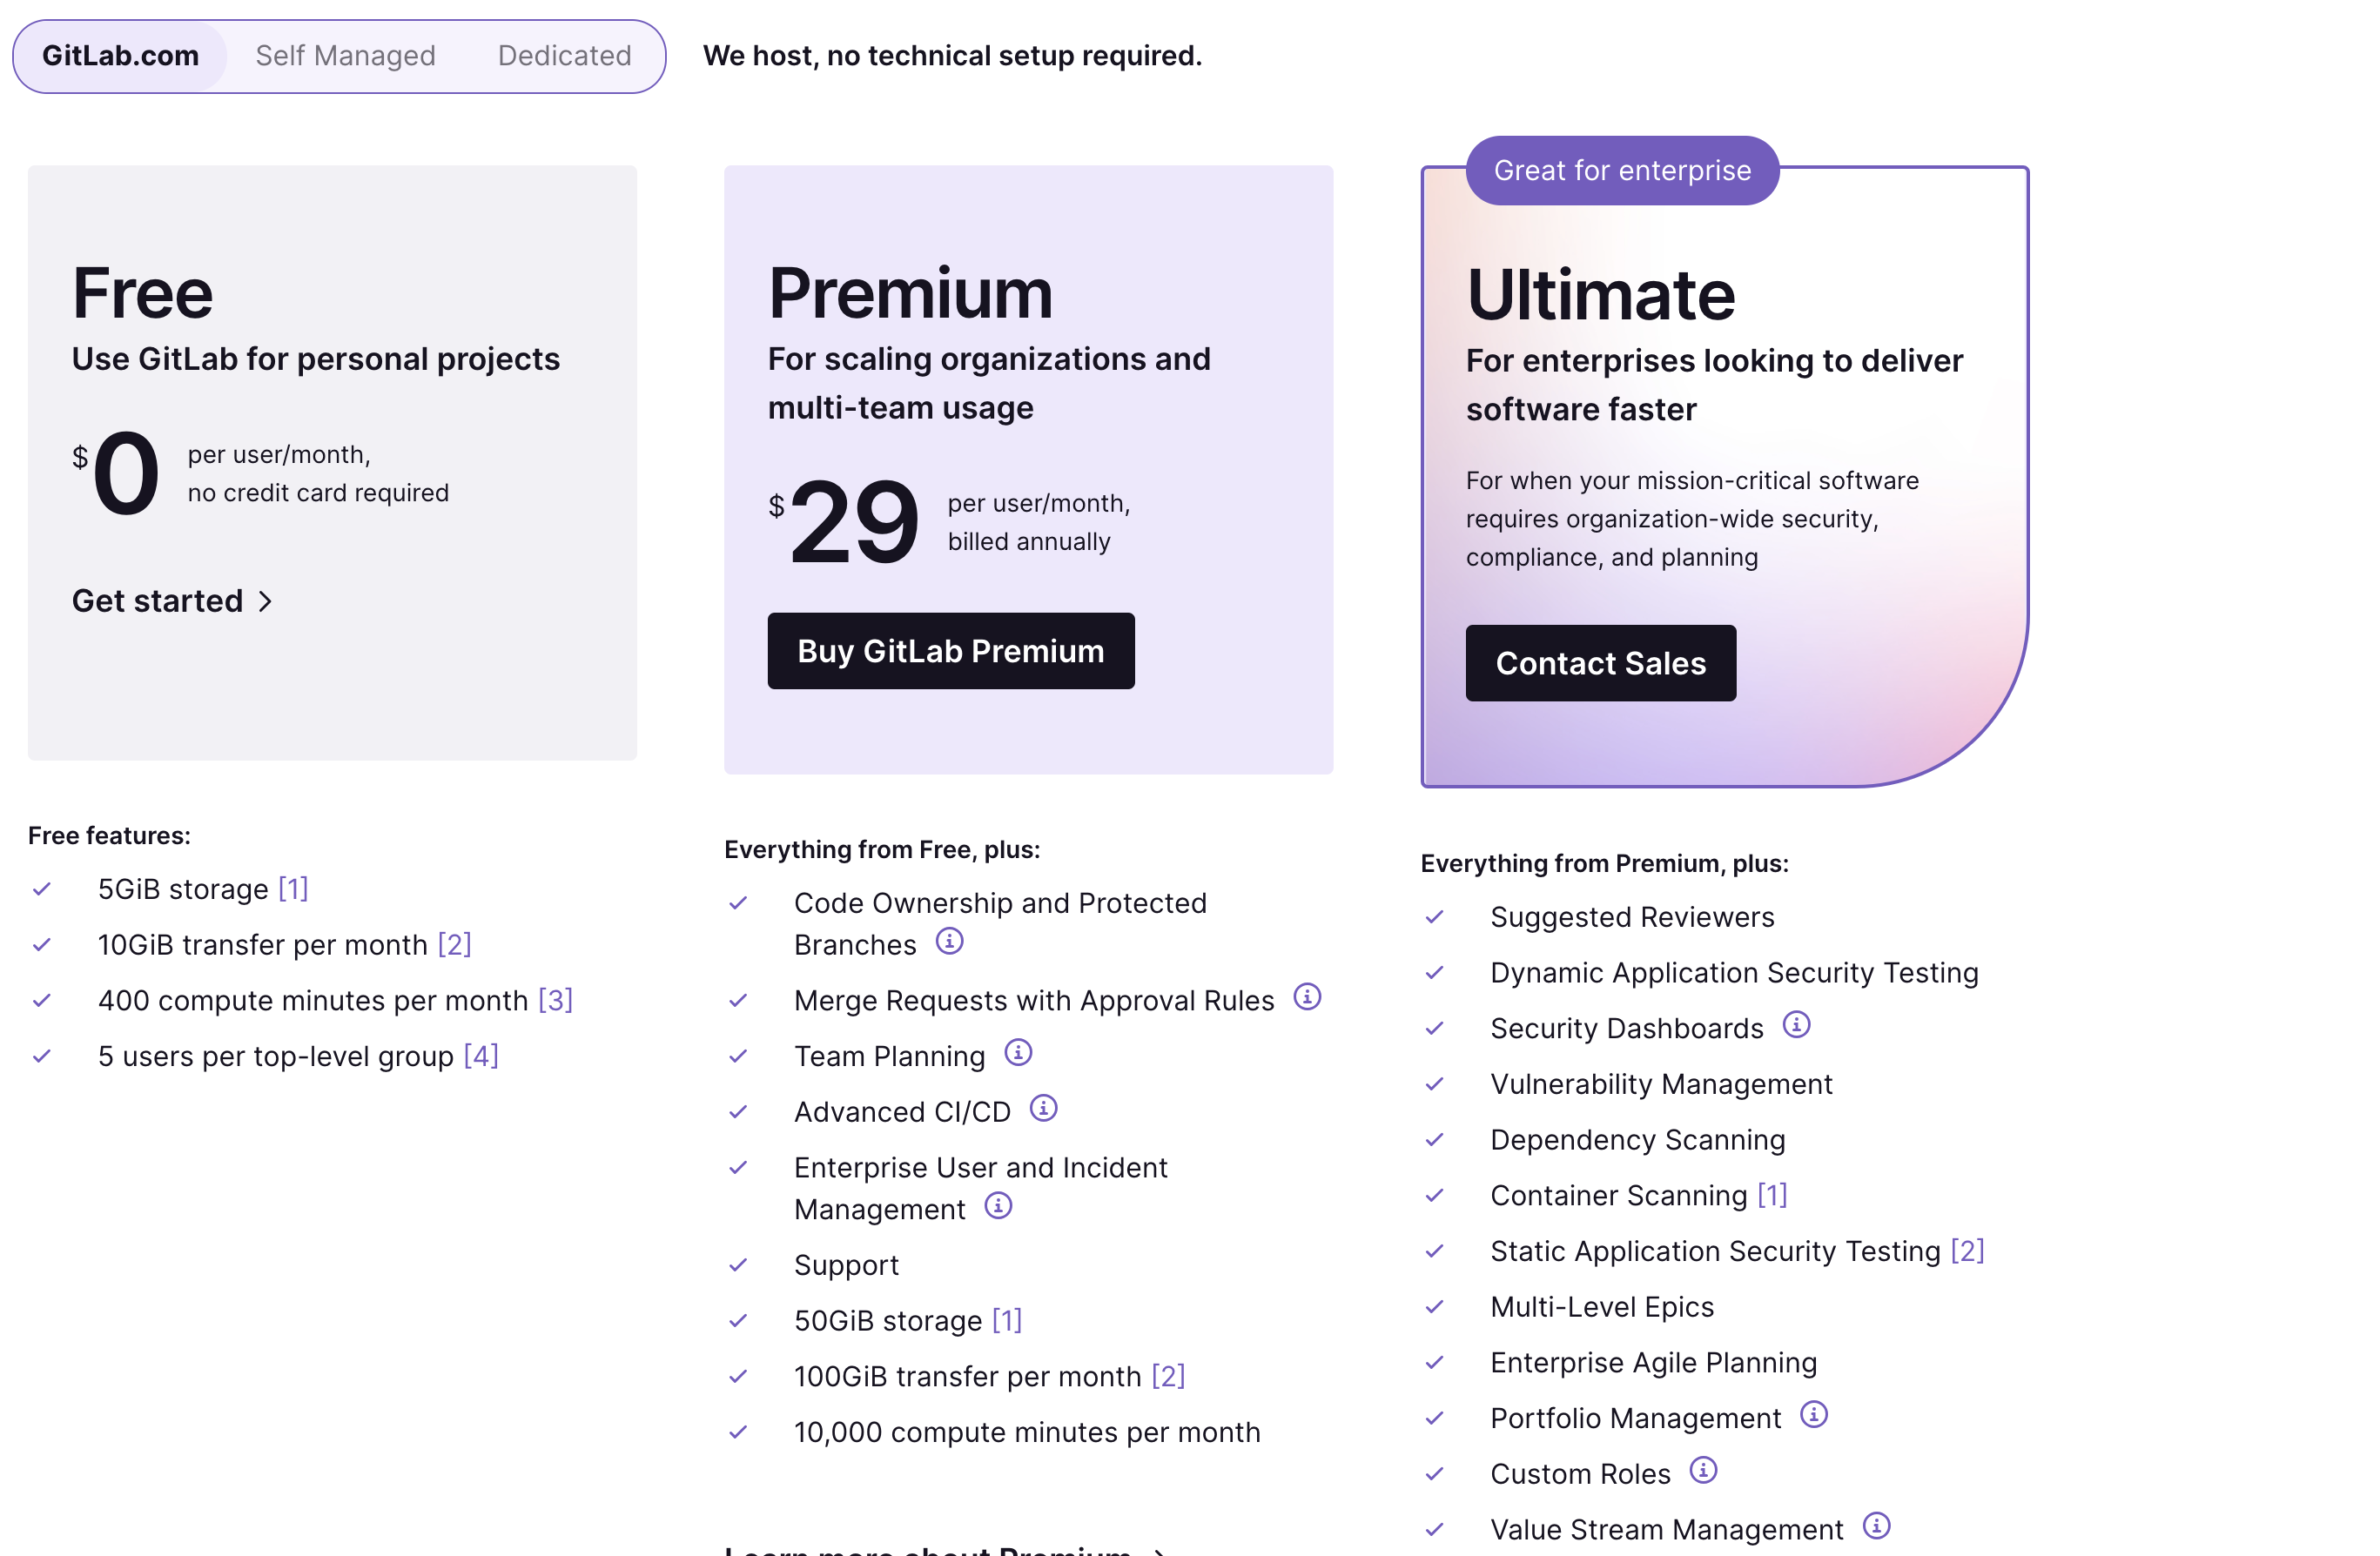 GitLab.com Self Managed Dedicated We host, no technical setup required.
Free
Use GitLab for personal projects
$0 per user/month,
no credit card required
Get started
Free features:
5GiB storage [1]
10GiB transfer per month [2]
400 compute minutes per month [3]
5 users per top-level group [4]
Premium
For scaling organizations and
multi-team usage
$29 per user/month,
billed annually
Buy GitLab Premium
Everything from Free, plus:
Code Ownership and Protected
Branches
Merge Requests with Approval Rules
Team Planning
Advanced CI/CD
Enterprise User and Incident
Management
Support
50GiB storage [1]
100GiB transfer per month [2]
10,000 compute minutes per month
Learn more about Premium
Great for enterprise
Ultimate
For enterprises looking to deliver
software faster
For when your mission-critical software
requires organization-wide security,
compliance, and planning
Contact Sales
Everything from Premium, plus:
Suggested Reviewers
Dynamic Application Security Testing
Security Dashboards
Vulnerability Management
Dependency Scanning
Container Scanning [1]
Static Application Security Testing [2]
Multi-Level Epics
Enterprise Agile Planning
Portfolio Management
Custom Roles
Value Stream Management